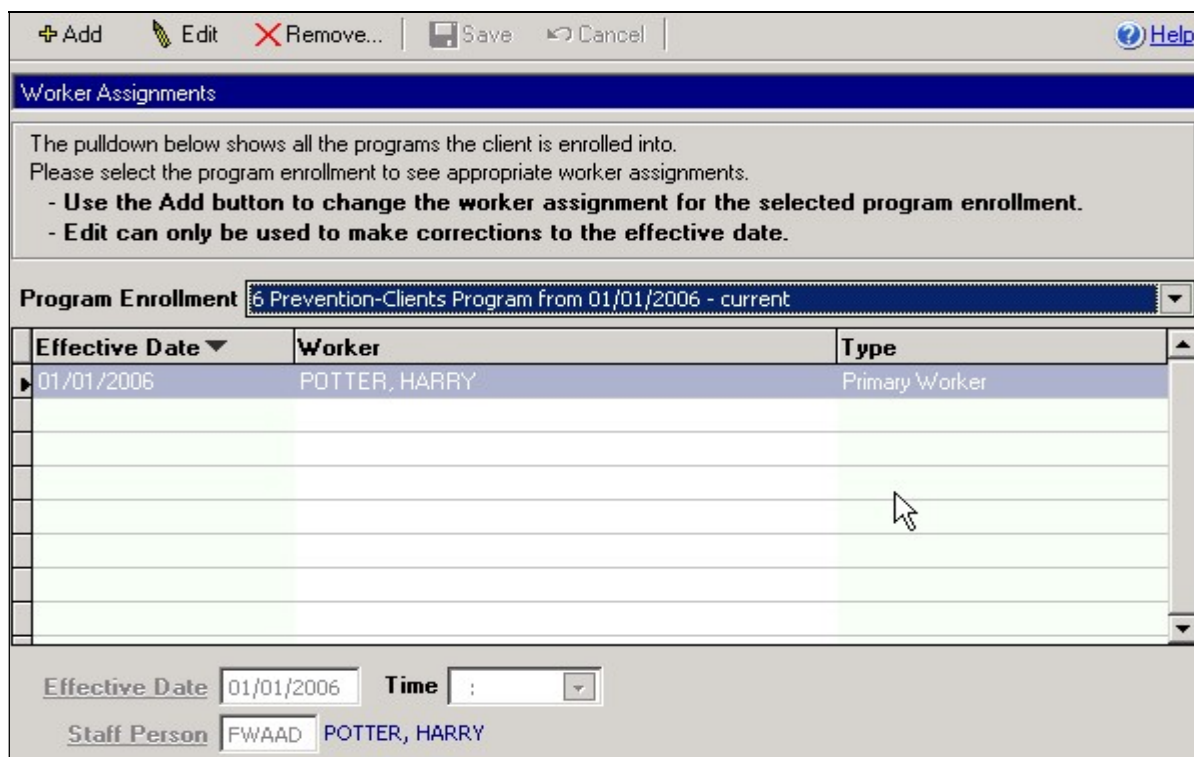 Add Edit Remove... Save Cancel Help
Worker Assignments
The pulldown below shows all the programs the client is enrolled into.
Please select the program enrollment to see appropriate worker assignments.
- Use the Add button to change the worker assignment for the selected program enrollment.
- Edit can only be used to make corrections to the effective date.
Program Enrollment 6 Prevention-Clients Program from 01/01/2006 - current
Effective Date Worker Type
01/01/2006 POTTER, HARRY Primary Worker
Effective Date 01/01/2006 Time :
Staff Person FWAAD POTTER, HARRY